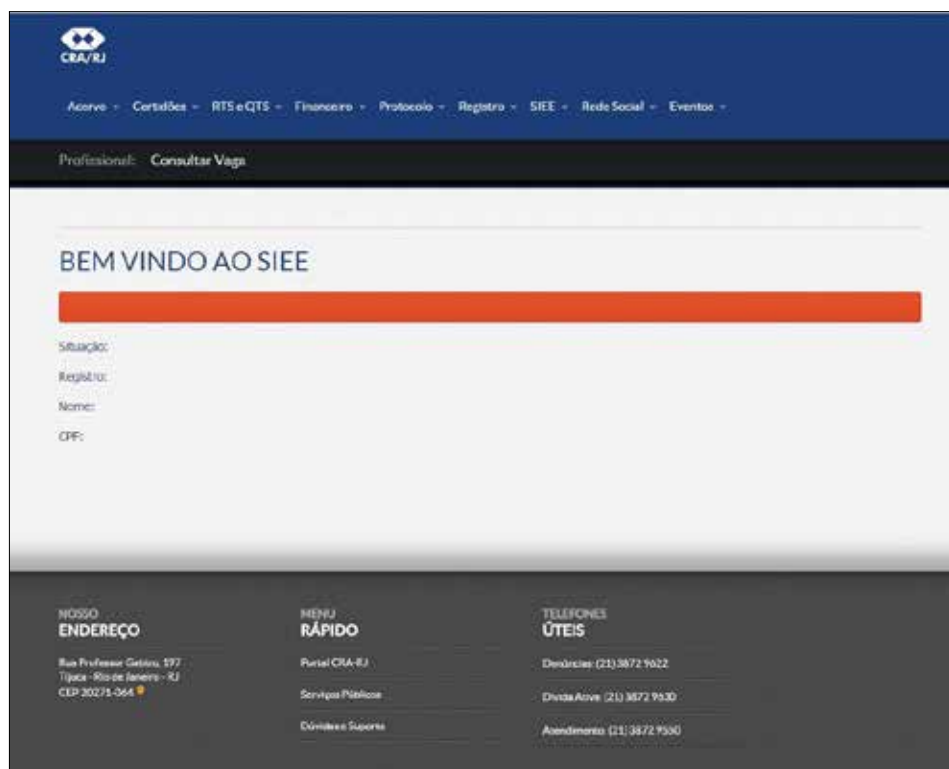 CRA/RJ
Acervo Certidões RTS e QTS Financeiro Protocolo Registro SIEE Rede Social Eventos
Profissional: Consultar Vaga
BEM VINDO AO SIEE
Situação:
Registro:
Nome:
CPF:
NOSSO
ENDEREÇO
Rua Professor Gabizo, 197
Tijuca - Rio de Janeiro - RJ
CEP 20271-064
MENU
RÁPIDO
Portal CRA-RJ
Serviços Públicos
Dúvidas e Suporte
TELEFONES
ÚTEIS
Denúncias: (21) 3872 9622
Dívida Ativa: (21) 3872 9630
Atendimento: (21) 3872 9550